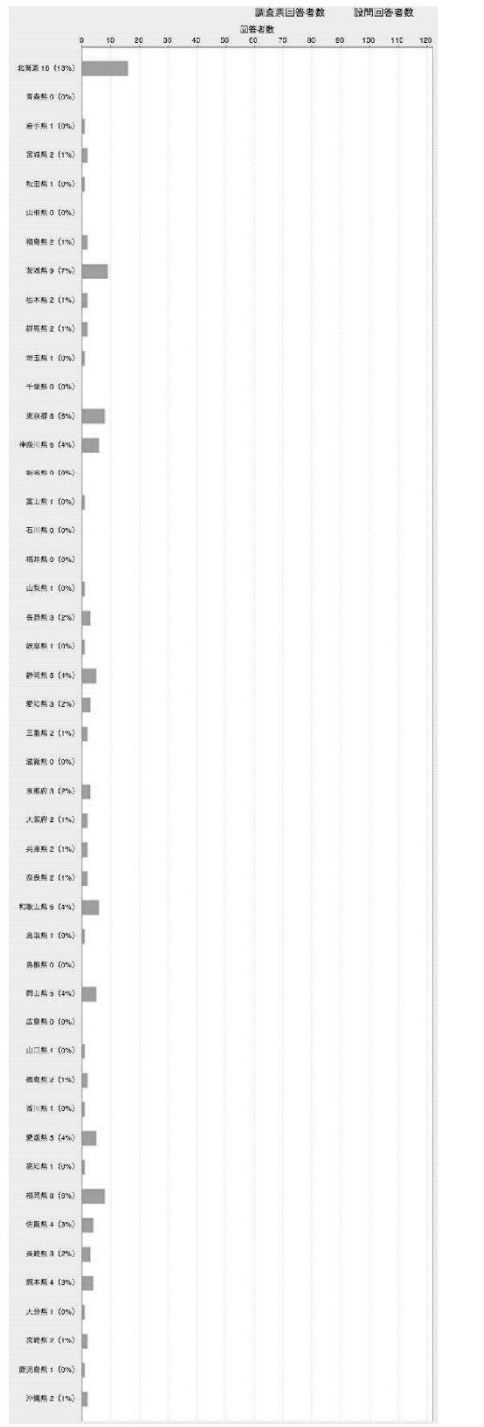 調査票回答者数 設問回答者数
回答者数
0 10 20 30 40 50 60 70 80 90 100 110 120
北海道 16 (13%)
青森県 0 (0%)
岩手県 1 (0%)
宮城県 2 (1%)
秋田県 1 (0%)
山形県 0 (0%)
福島県 2 (1%)
茨城県 9 (7%)
栃木県 2 (1%)
群馬県 2 (1%)
埼玉県 1 (0%)
千葉県 0 (0%)
東京都 8 (6%)
神奈川県 6 (4%)
新潟県 0 (0%)
富山県 1 (0%)
石川県 0 (0%)
福井県 0 (0%)
山梨県 1 (0%)
長野県 3 (2%)
岐阜県 1 (0%)
静岡県 5 (4%)
愛知県 3 (2%)
三重県 2 (1%)
滋賀県 0 (0%)
京都府 3 (2%)
大阪府 2 (1%)
兵庫県 2 (1%)
奈良県 2 (1%)
和歌山県 6 (4%)
鳥取県 1 (0%)
島根県 0 (0%)
岡山県 5 (4%)
広島県 0 (0%)
山口県 1 (0%)
徳島県 2 (1%)
香川県 1 (0%)
愛媛県 5 (4%)
高知県 1 (0%)
福岡県 8 (6%)
佐賀県 4 (3%)
長崎県 3 (2%)
熊本県 4 (3%)
大分県 1 (0%)
宮崎県 2 (1%)
鹿児島県 1 (0%)
沖縄県 2 (1%)